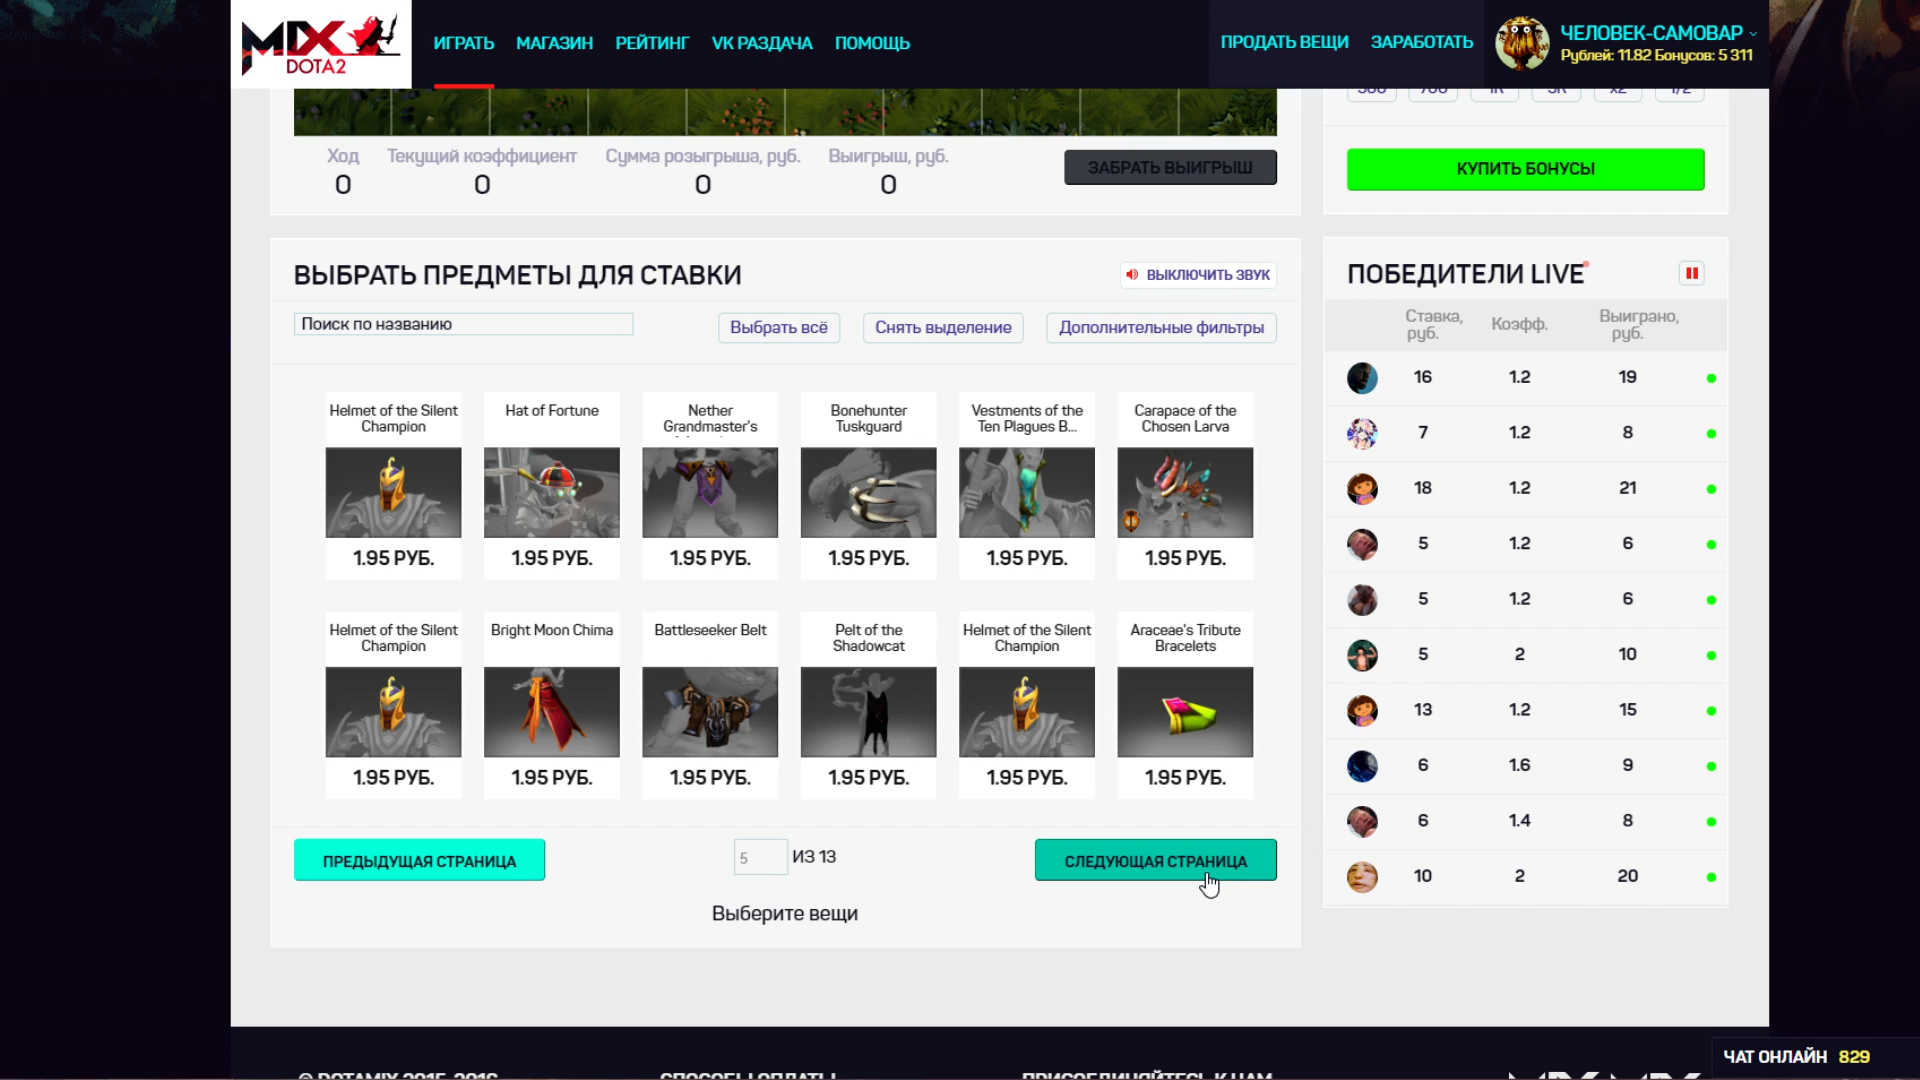 MIX
DOTA2
ИГРАТЬ МАГАЗИН РЕЙТИНГ VK РАЗДАЧА ПОМОЩЬ
ПРОДАТЬ ВЕЩИ ЗАРАБОТАТЬ
ЧЕЛОВЕК-САМОВАР
Рублей: 11.82 Бонусов: 5 311
Ход Текущий коэффициент Сумма розыгрыша, руб. Выигрыш, руб.
0 0 0 0
ЗАБРАТЬ ВЫИГРЫШ
КУПИТЬ БОНУСЫ
ВЫБРАТЬ ПРЕДМЕТЫ ДЛЯ СТАВКИ
ВЫКЛЮЧИТЬ ЗВУК
Поиск по названию
Выбрать всё
Снять выделение
Дополнительные фильтры
Helmet of the Silent
Champion
1.95 РУБ.
Hat of Fortune
1.95 РУБ.
Nether
Grandmaster's
1.95 РУБ.
Bonehunter
Tuskguard
1.95 РУБ.
Vestments of the
Ten Plagues B...
1.95 РУБ.
Carapace of the
Chosen Larva
1.95 РУБ.
Helmet of the Silent
Champion
1.95 РУБ.
Bright Moon Chima
1.95 РУБ.
Battleseeker Belt
1.95 РУБ.
Pelt of the
Shadowcat
1.95 РУБ.
Helmet of the Silent
Champion
1.95 РУБ.
Araceae's Tribute
Bracelets
1.95 РУБ.
ПРЕДЫДУЩАЯ СТРАНИЦА
5 ИЗ 13
СЛЕДУЮЩАЯ СТРАНИЦА
Выберите вещи
ПОБЕДИТЕЛИ LIVE
Ставка,
руб.
Коэфф.
Выиграно,
руб.
16 1.2 19
7 1.2 8
18 1.2 21
5 1.2 6
5 1.2 6
5 2 10
13 1.2 15
6 1.6 9
6 1.4 8
10 2 20
© DOTAMIX 2015-2016
СПОСОБЫ ОПЛАТЫ
ПРИСОЕДИНЯЙТЕСЬ К НАМ
ЧАТ ОНЛАЙН 829